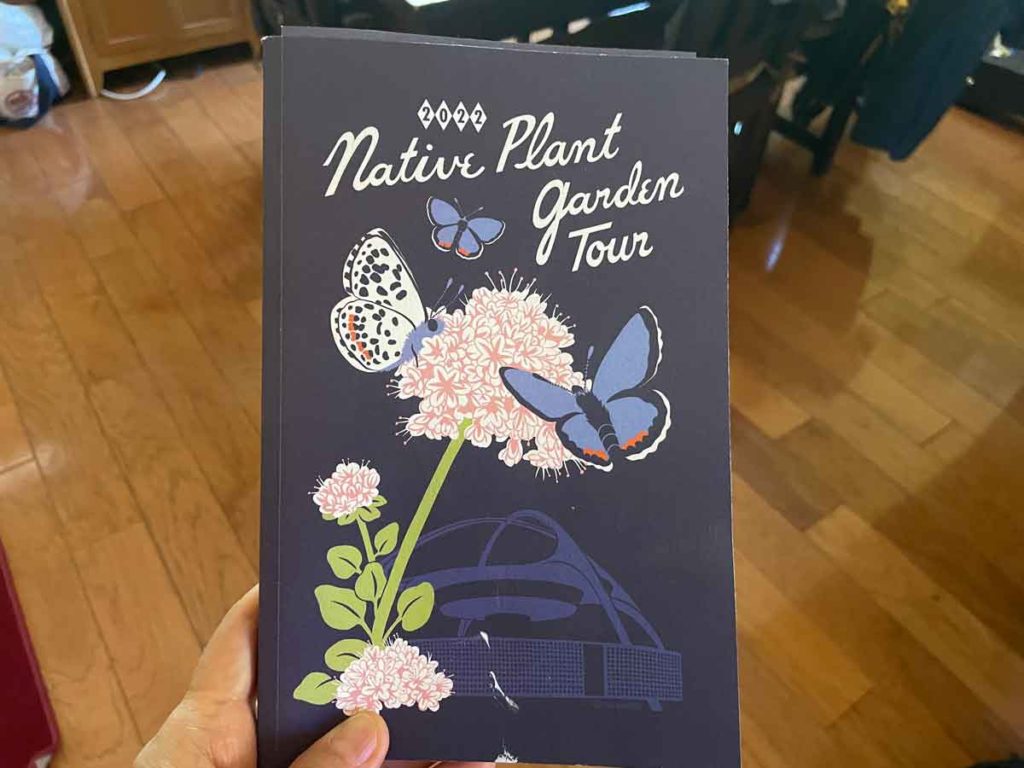 2022
Native Plant
Garden
Tour